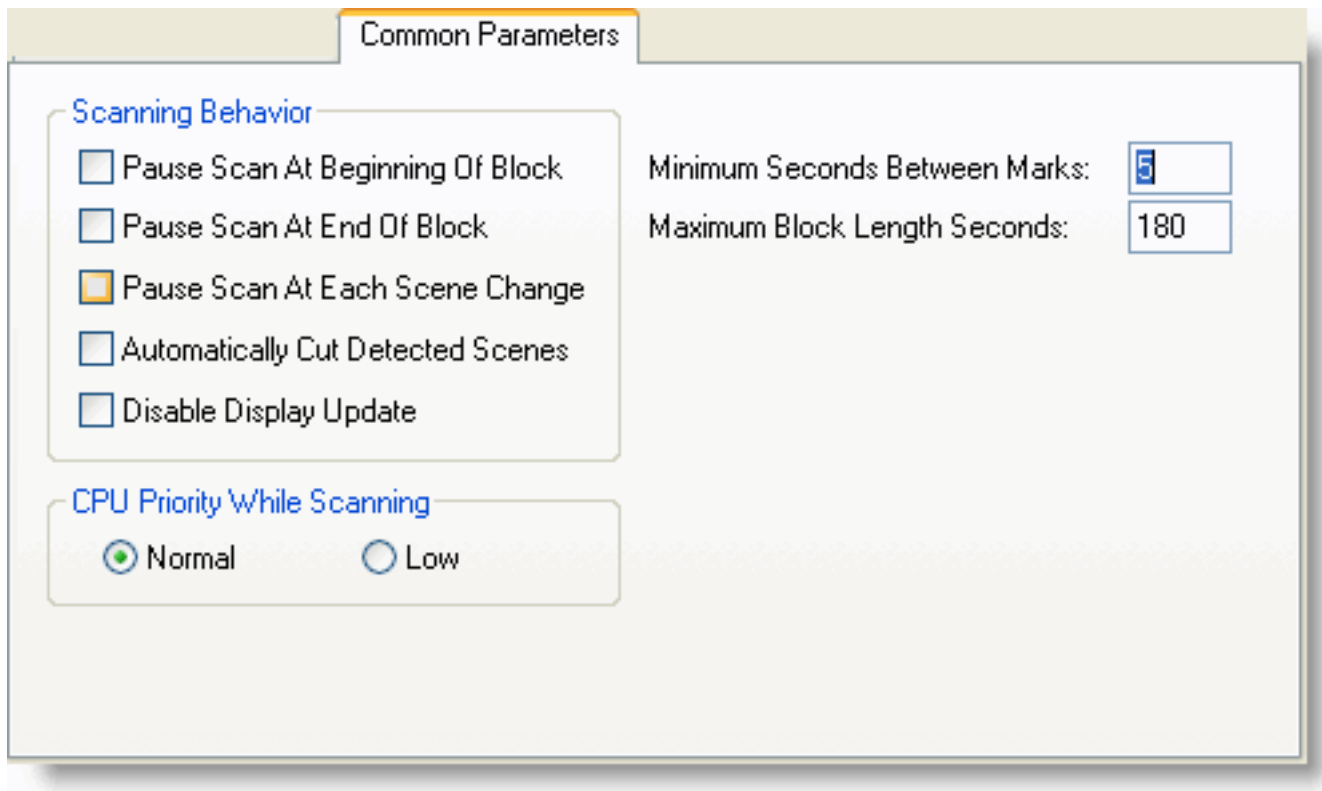 Common Parameters
Scanning Behavior
Pause Scan At Beginning Of Block
Pause Scan At End Of Block
Pause Scan At Each Scene Change
Automatically Cut Detected Scenes
Disable Display Update
Minimum Seconds Between Marks: 5
Maximum Block Length Seconds: 180
CPU Priority While Scanning
Normal Low